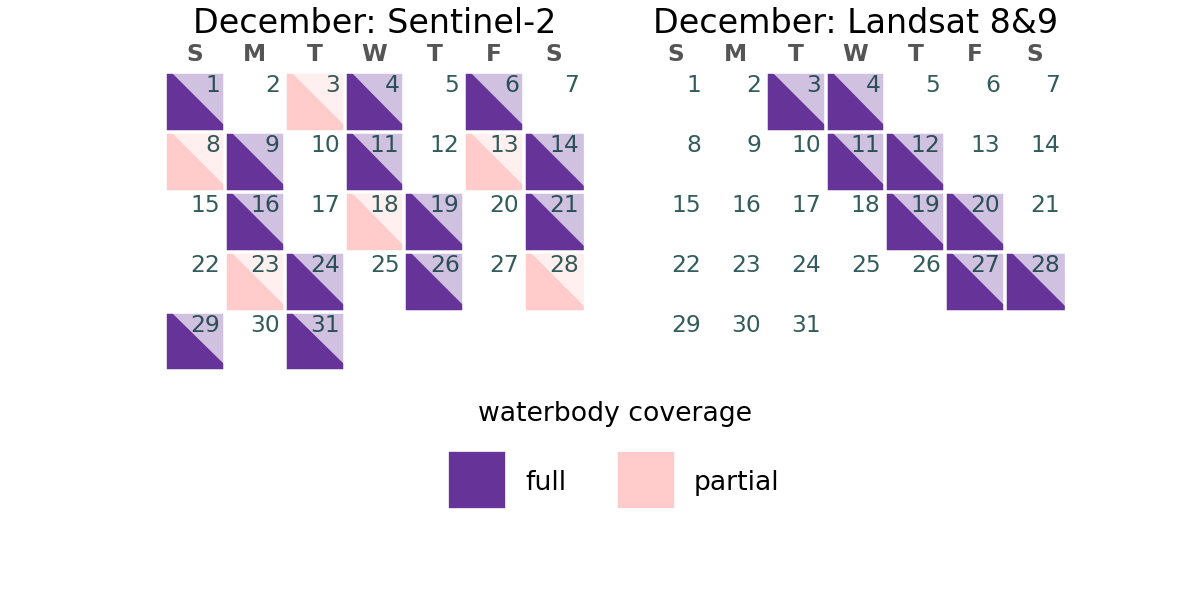 December: Sentinel-2
S M T W T F S
1 2 3 4 5 6 7
8 9 10 11 12 13 14
15 16 17 18 19 20 21
22 23 24 25 26 27 28
29 30 31
December: Landsat 8&9
S M T W T F S
1 2 3 4 5 6 7
8 9 10 11 12 13 14
15 16 17 18 19 20 21
22 23 24 25 26 27 28
29 30 31
waterbody coverage
full partial